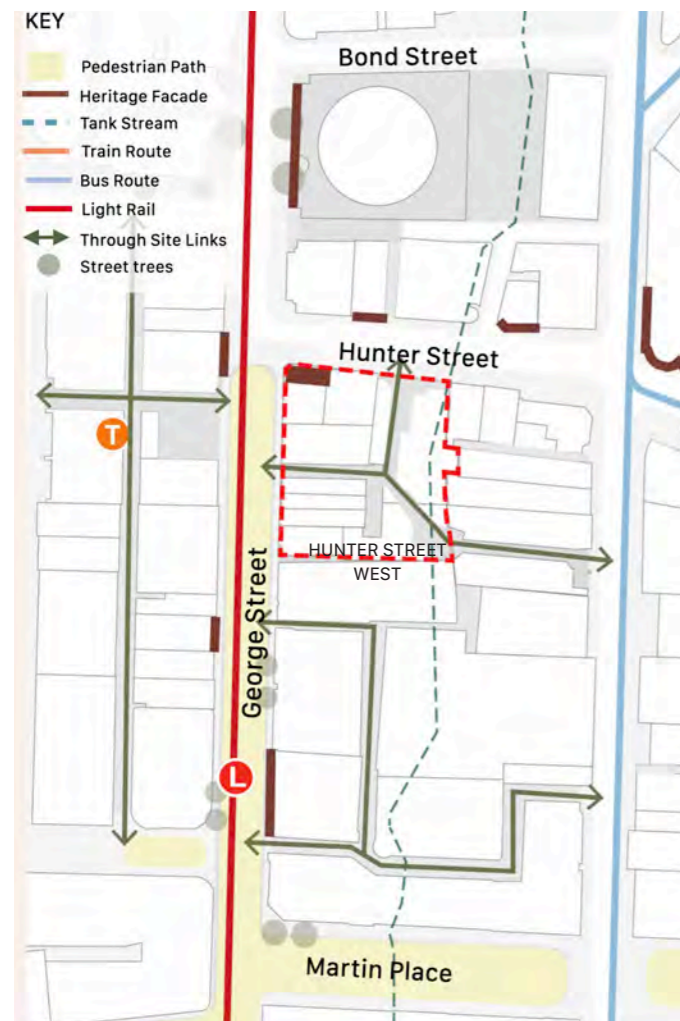 KEY
Pedestrian Path
Heritage Facade
Tank Stream
Train Route
Bus Route
Light Rail
Through Site Links
Street trees
Bond Street
Hunter Street
T
HUNTER STREET
WEST
George Street
L
Martin Place